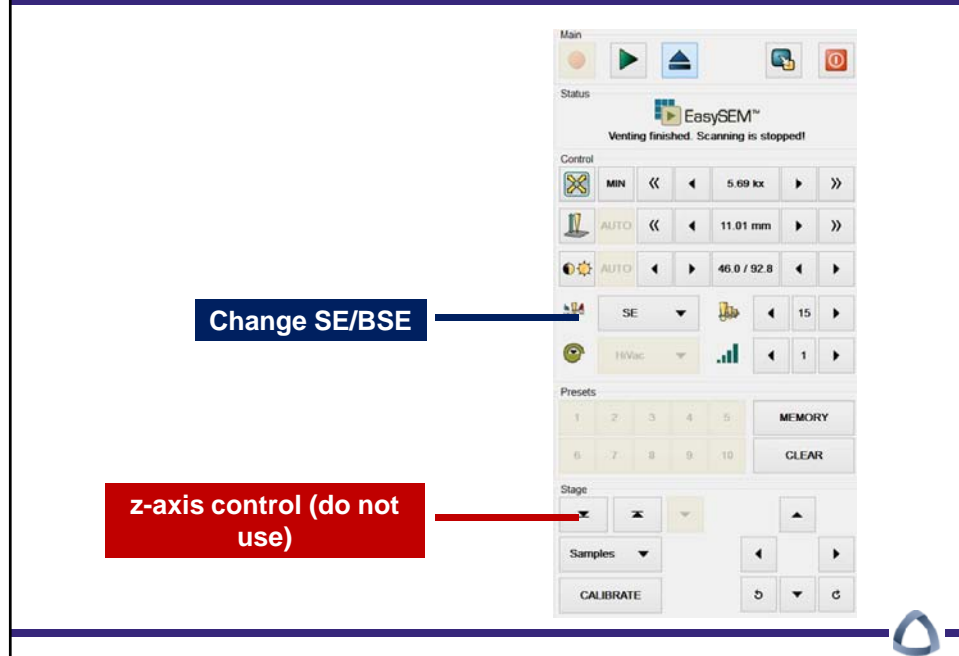 Main
Status
EasySEM™
Venting finished. Scanning is stopped!
Control
MIN 5.69 kx
AUTO 11.01 mm
AUTO 46.0 / 92.8
Change SE/BSE
SE 15
HiVac 1
Presets
1 2 3 4 5 MEMORY
6 7 8 9 10 CLEAR
Stage
z-axis control (do not
use)
Samples
CALIBRATE